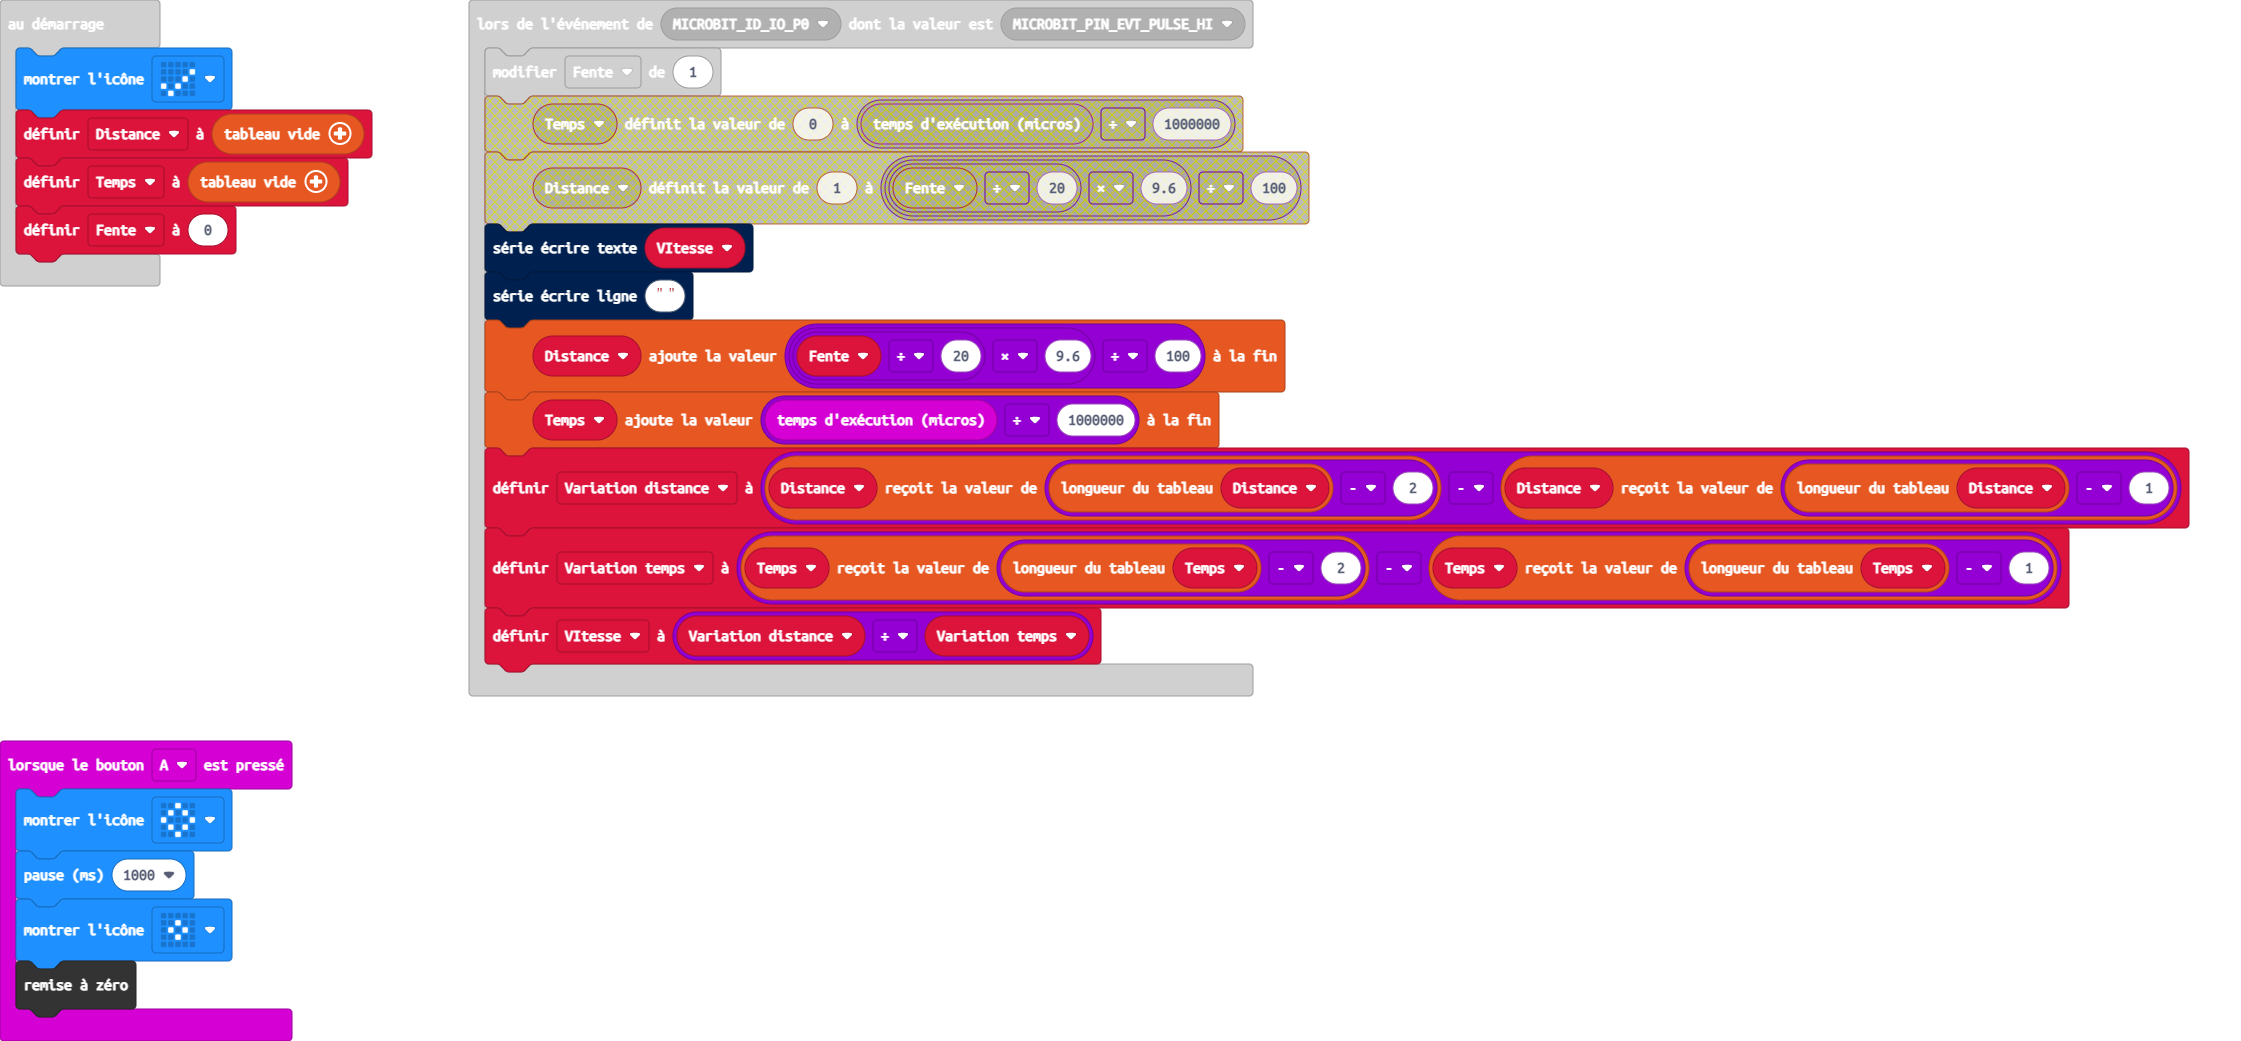 au démarrage
montrer l'icône
définir Distance à tableau vide
définir Temps à tableau vide
définir Fente à 0
lors de l'événement de MICROBIT_ID_IO_P0 dont la valeur est MICROBIT_PIN_EVT_PULSE_HI
modifier Fente de 1
Temps définit la valeur de 0 à temps d'exécution (micros) ÷ 1000000
Distance définit la valeur de 1 à Fente ÷ 20 × 9.6 ÷ 100
série écrire texte VItesse
série écrire ligne " "
Distance ajoute la valeur Fente ÷ 20 × 9.6 ÷ 100 à la fin
Temps ajoute la valeur temps d'exécution (micros) ÷ 1000000 à la fin
définir Variation distance à Distance reçoit la valeur de longueur du tableau Distance - 2 - Distance reçoit la valeur de longueur du tableau Distance - 1
définir Variation temps à Temps reçoit la valeur de longueur du tableau Temps - 2 - Temps reçoit la valeur de longueur du tableau Temps - 1
définir VItesse à Variation distance ÷ Variation temps
lorsque le bouton A est pressé
montrer l'icône
pause (ms) 1000
montrer l'icône
remise à zéro